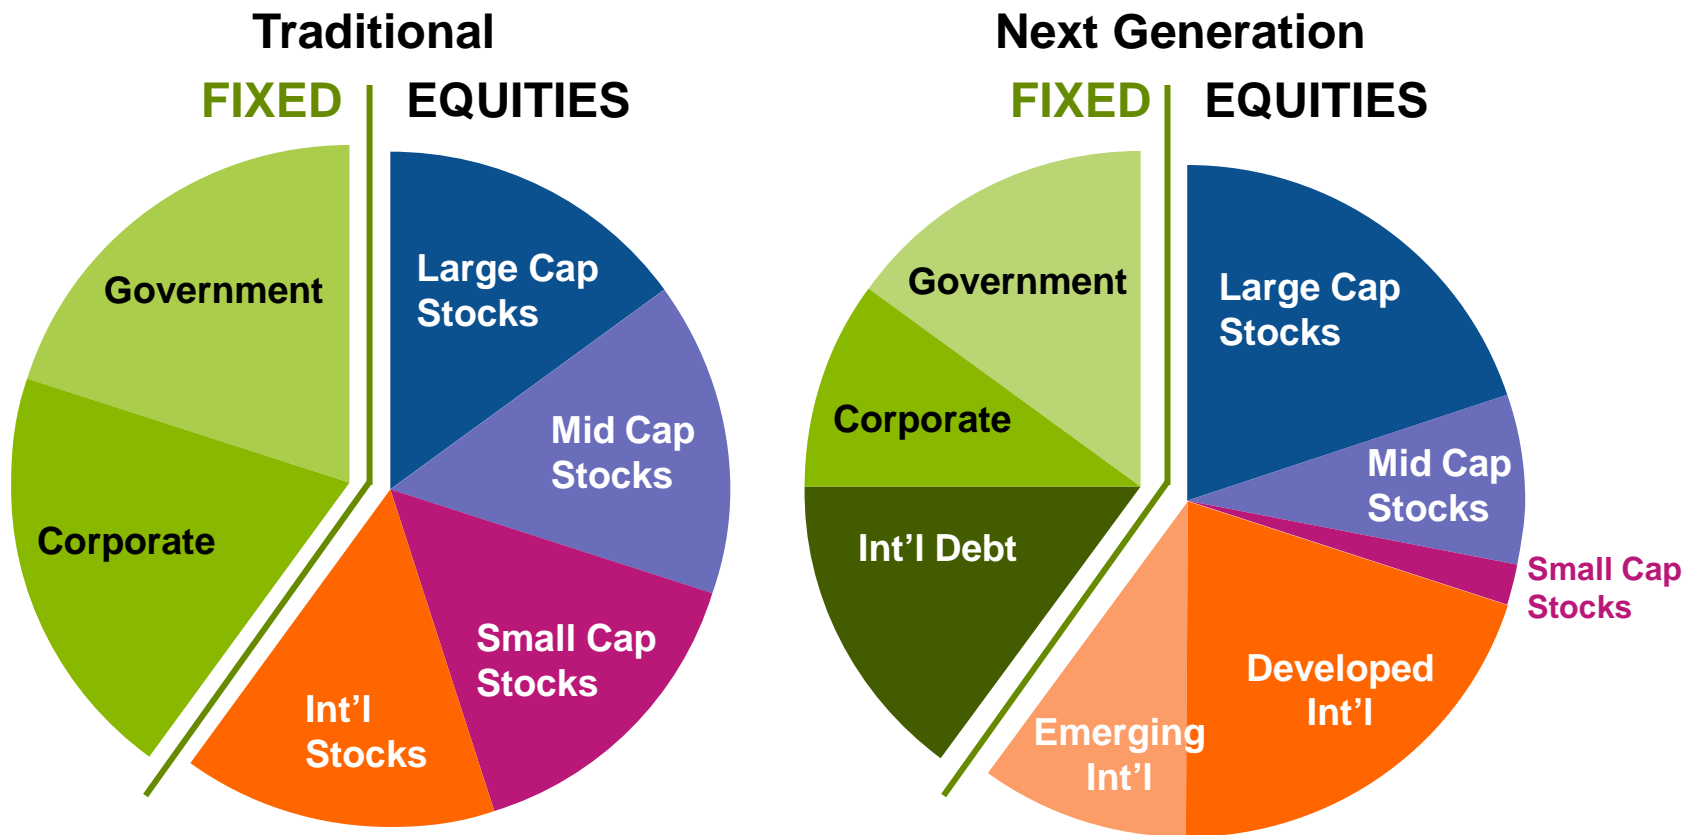 Traditional
FIXED EQUITIES
Government
Large Cap
Stocks
Mid Cap
Stocks
Corporate
Small Cap
Stocks
Int’l
Stocks
Next Generation
FIXED EQUITIES
Government
Large Cap
Stocks
Corporate
Mid Cap
Stocks
Int’l Debt
Small Cap
Stocks
Developed
Int’l
Emerging
Int’l